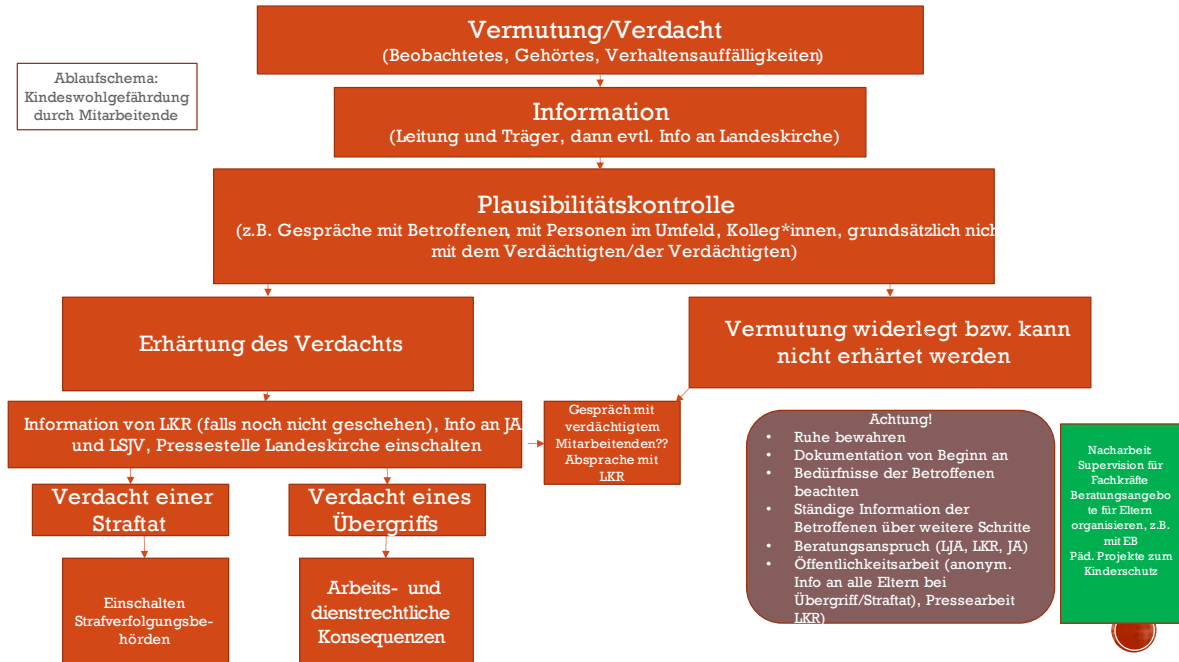 Vermutung/Verdacht
(Beobachtetes, Gehörtes, Verhaltensauffälligkeiten)
Ablaufschema:
Kindeswohlgefährdung
durch Mitarbeitende
Information
(Leitung und Träger, dann evtl. Info an Landeskirche)
Plausibilitätskontrolle
(z.B. Gespräche mit Betroffenen, mit Personen im Umfeld, Kolleg*innen, grundsätzlich nich
mit dem Verdächtigten/der Verdächtigten)
Erhärtung des Verdachts
Vermutung widerlegt bzw. kann
nicht erhärtet werden
Information von LKR (falls noch nicht geschehen), Info an JA
und LSJV, Pressestelle Landeskirche einschalten
Gespräch mit
verdächtigtem
Mitarbeitenden??
Absprache mit
LKR
Verdacht einer
Straftat
Verdacht eines
Übergriffs
Einschalten
Strafverfolgungsbe-
hörden
Arbeits- und
dienstrechtliche
Konsequenzen
Achtung!
• Ruhe bewahren
• Dokumentation von Beginn an
• Bedürfnisse der Betroffenen
beachten
• Ständige Information der
Betroffenen über weitere Schritte
• Beratungsanspruch (LJA, LKR, JA)
• Öffentlichkeitsarbeit (anonym.
Info an alle Eltern bei
Übergriff/Straftat), Pressearbeit
LKR)
Nacharbeit:
Supervision für
Fachkräfte
Beratungsangebo
te für Eltern
organisieren, z.B.
mit EB
Päd. Projekte zum
Kinderschutz